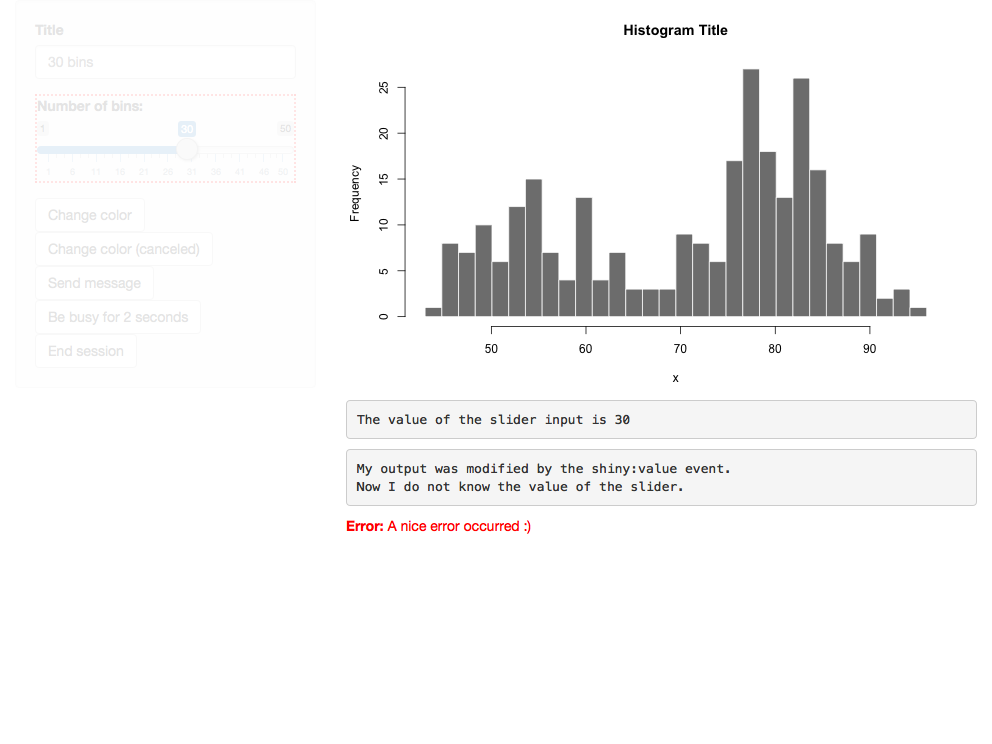 Title
30 bins
Number of bins:
1 30 50
1 6 11 16 21 26 31 36 41 46 50
Change color
Change color (canceled)
Send message
Be busy for 2 seconds
End session
Histogram Title
Frequency
25
20
15
10
5
0
50 60 70 80 90
x
The value of the slider input is 30
My output was modified by the shiny:value event.
Now I do not know the value of the slider.
Error: A nice error occurred :)